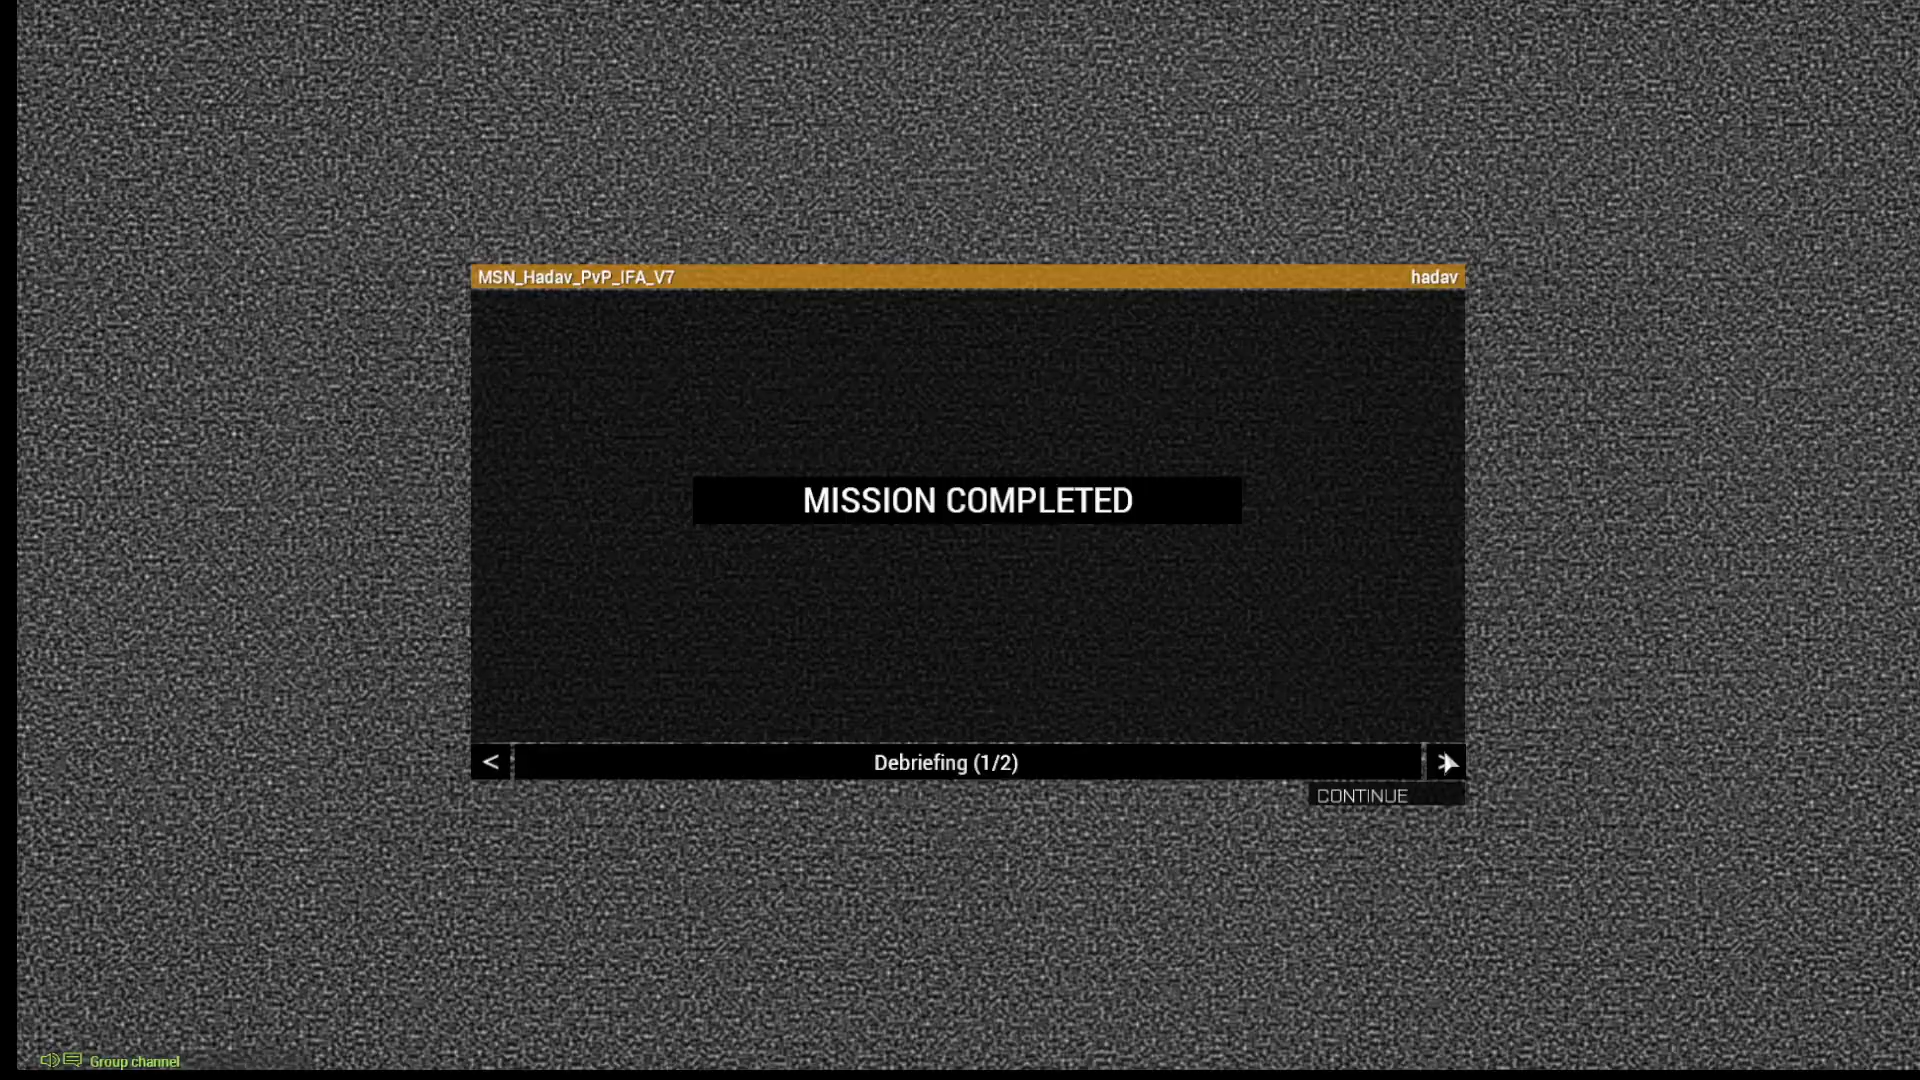 MSN_Hadav_PvP_IFA_V7 hadav
MISSION COMPLETED
< Debriefing (1/2) >
CONTINUE
Group channel